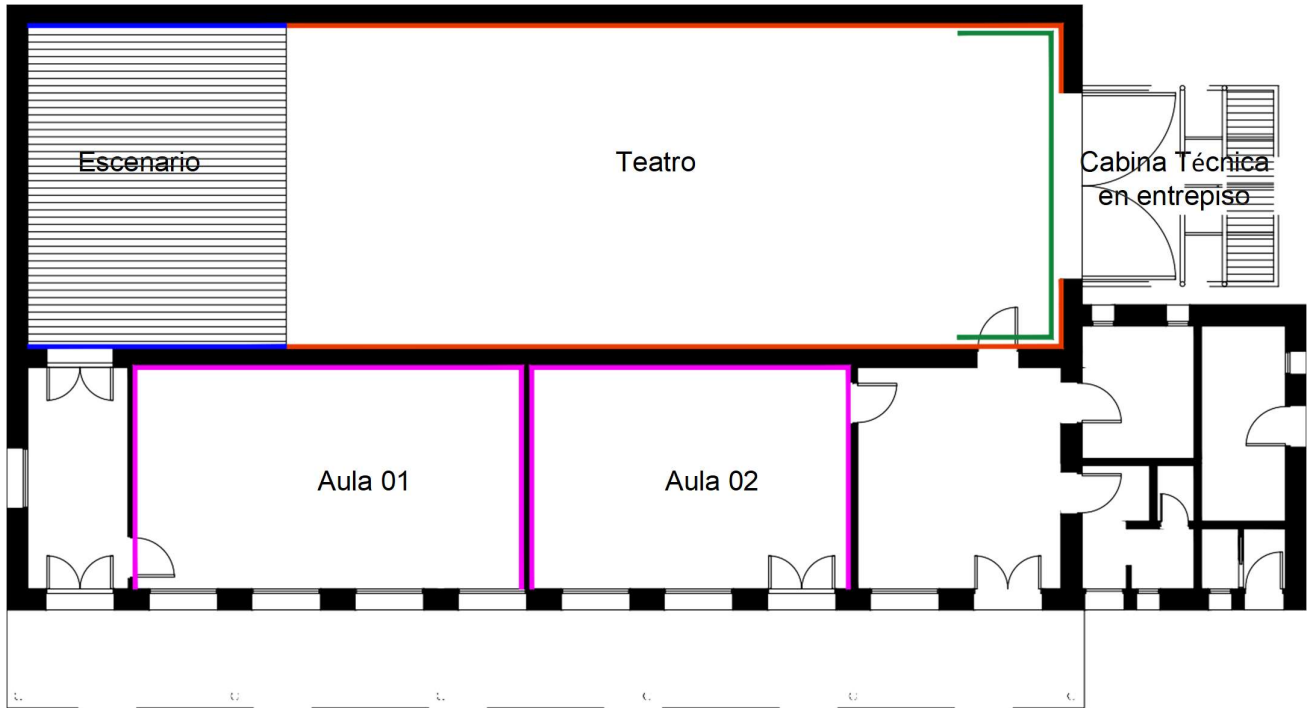 Escenario
Teatro
Cabina Técnica
en entrepiso
Aula 01
Aula 02